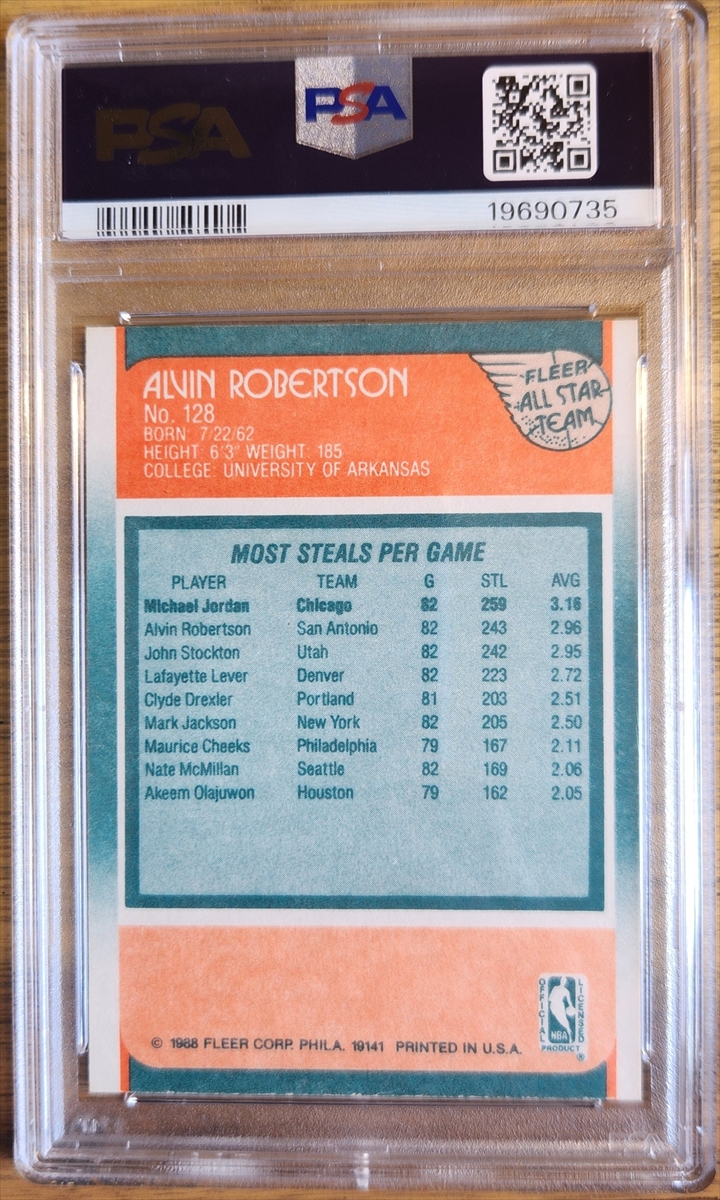 PSA PSA
19690735
ALVIN ROBERTSON
No. 128
BORN: 7/22/62
HEIGHT: 6'3" WEIGHT: 185
COLLEGE: UNIVERSITY OF ARKANSAS
FLEER
ALL STAR
TEAM
MOST STEALS PER GAME
PLAYER TEAM G STL AVG
Michael Jordan Chicago 82 259 3.16
Alvin Robertson San Antonio 82 243 2.96
John Stockton Utah 82 242 2.95
Lafayette Lever Denver 82 223 2.72
Clyde Drexler Portland 81 203 2.51
Mark Jackson New York 82 205 2.50
Maurice Cheeks Philadelphia 79 167 2.11
Nate McMillan Seattle 82 169 2.06
Akeem Olajuwon Houston 79 162 2.05
OFFICIAL LICENSED
NBA
PRODUCT ®
© 1988 FLEER CORP. PHILA. 19141 PRINTED IN U.S.A.